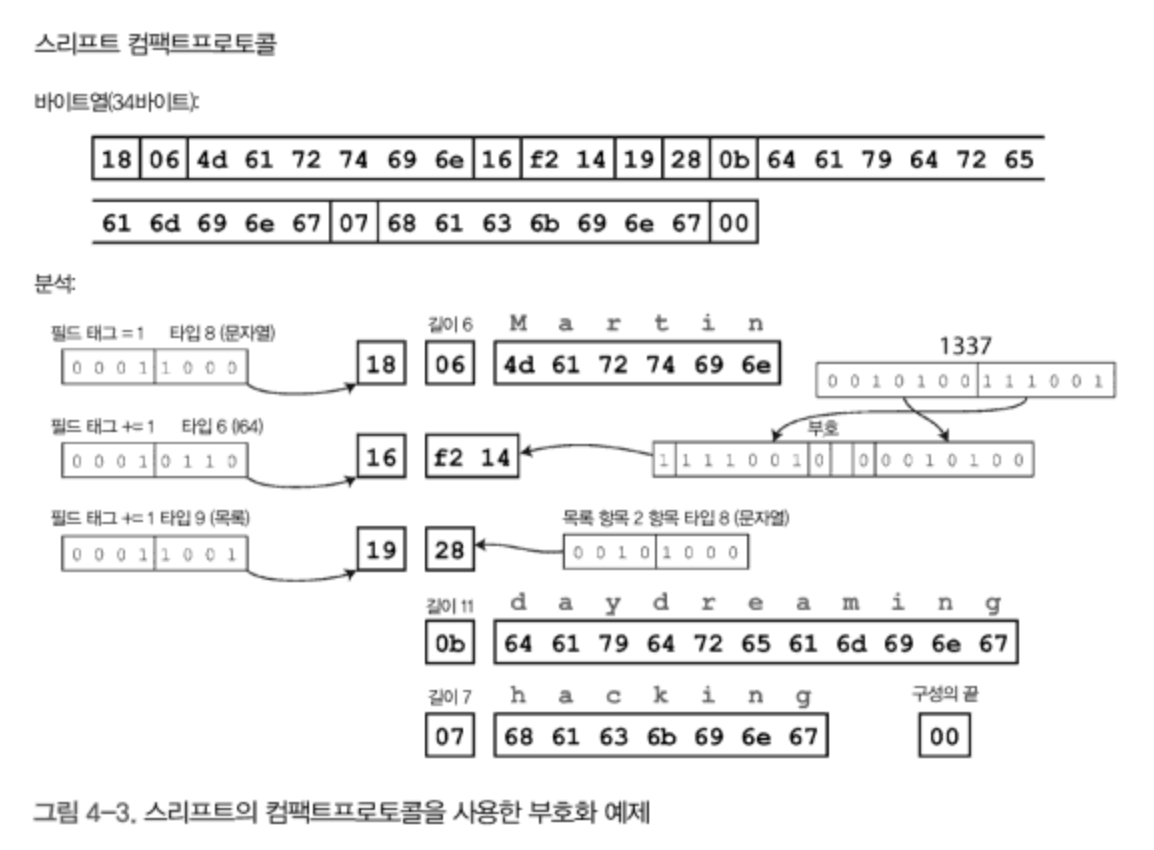 스리프트 컴팩트프로토콜
바이트열(34바이트):
18 06 4d 61 72 74 69 6e 16 f2 14 19 28 0b 64 61 79 64 72 65
61 6d 69 6e 67 07 68 61 63 6b 69 6e 67 00
분석:
필드 태그 = 1 타입 8 (문자열)
0 0 0 1 1 0 0 0
18
길이 6
06
M a r t i n
4d 61 72 74 69 6e
1337
0 0 1 0 1 0 0 1 1 1 0 0 1
필드 태그 += 1 타입 6 (I64)
0 0 0 1 0 1 1 0
16
f2 14
부호
1 1 1 1 0 0 1 0 0 0 0 1 0 1 0 0
필드 태그 += 1 타입 9 (목록)
0 0 0 1 1 0 0 1
19
28
목록 항목 2 항목 타입 8 (문자열)
0 0 1 0 1 0 0 0
길이 11
0b
d a y d r e a m i n g
64 61 79 64 72 65 61 6d 69 6e 67
길이 7
07
h a c k i n g
68 61 63 6b 69 6e 67
구성의 끝
00
그림 4-3. 스리프트의 컴팩트프로토콜을 사용한 부호화 예제